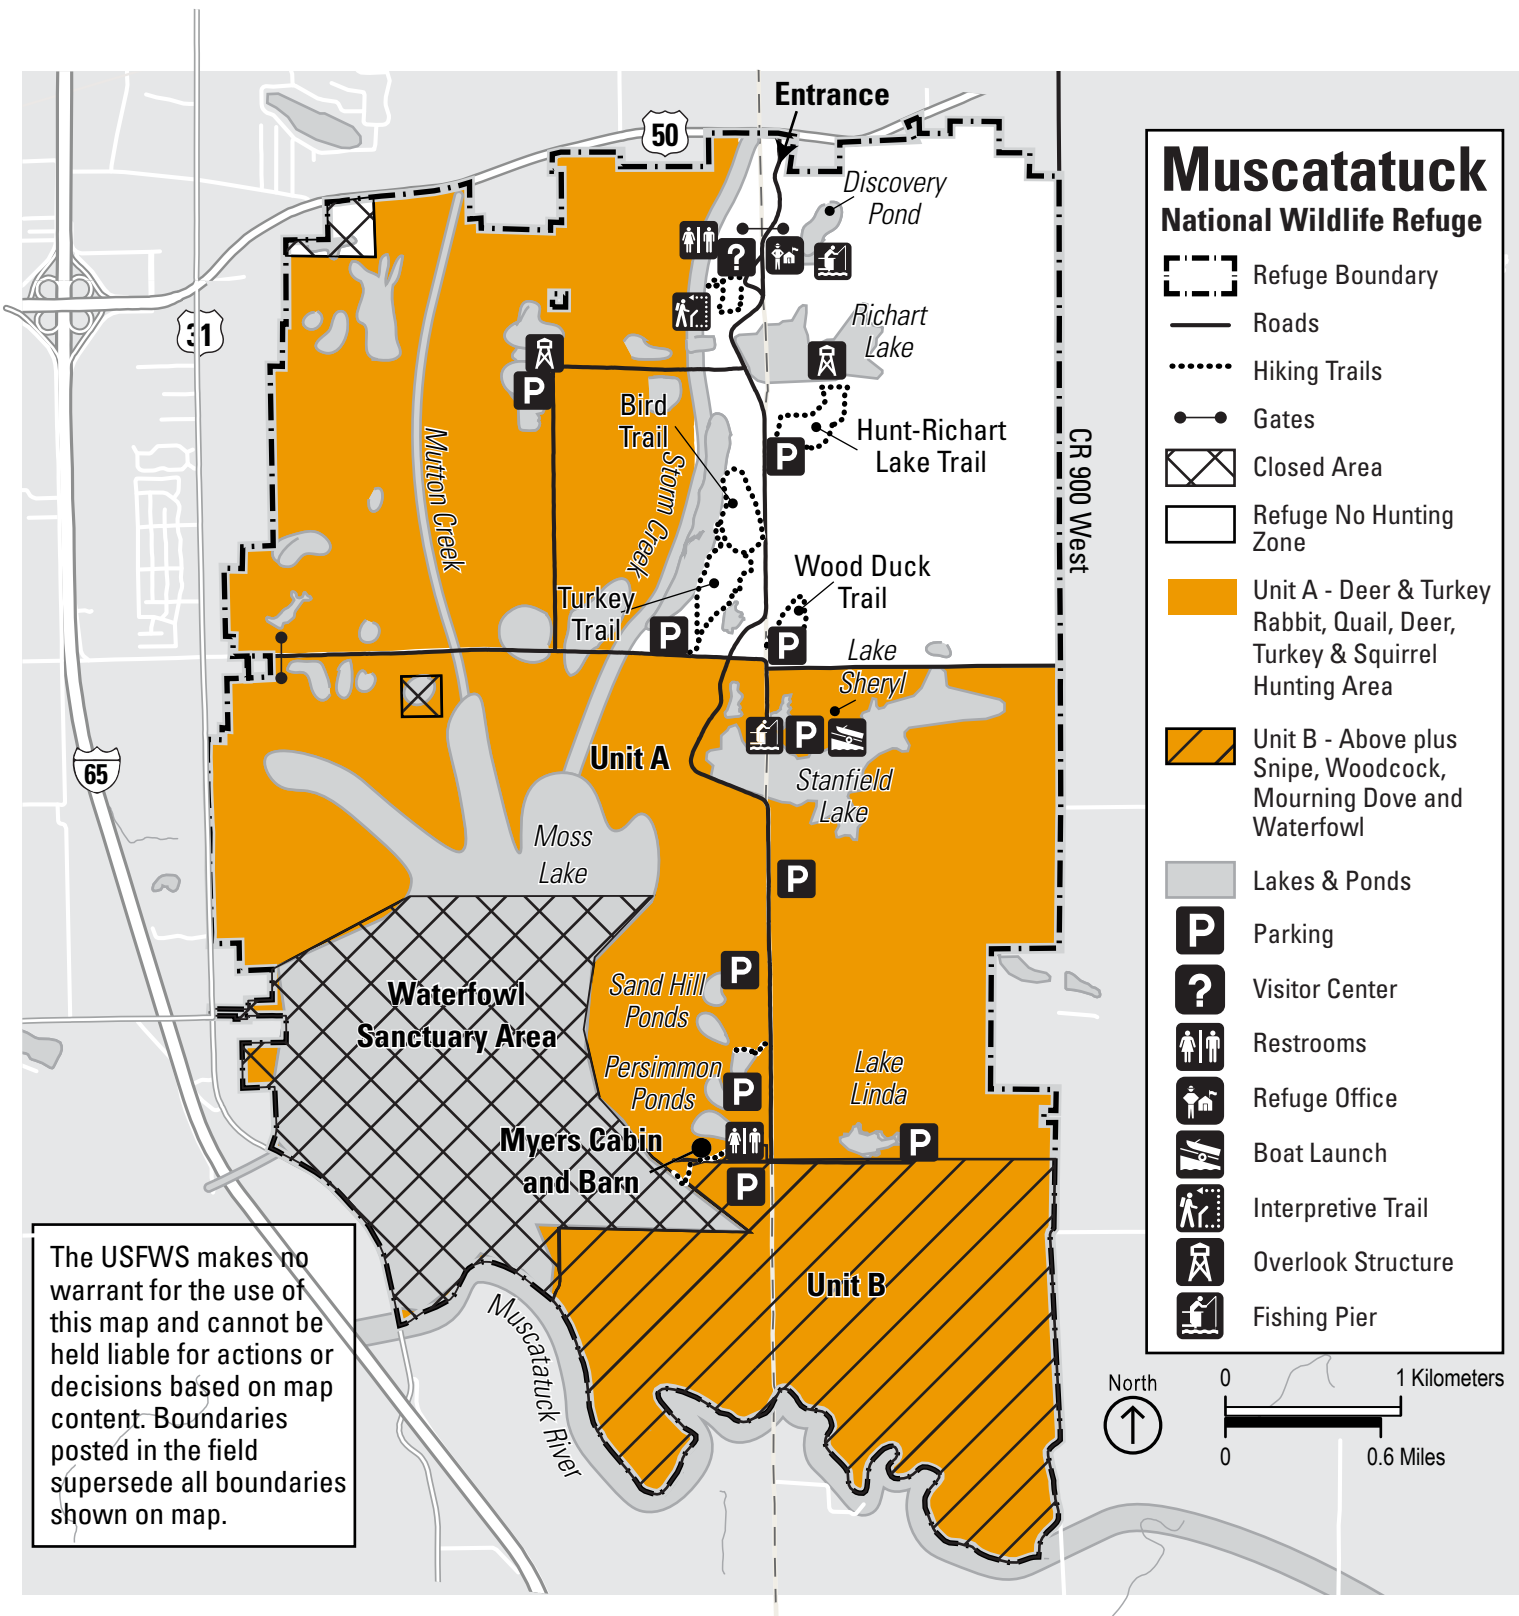 Entrance
50
Discovery
Pond
?
31
Richart
Lake
P
Bird
Trail
Hunt-Richart
Lake Trail
P
Mutton Creek
Storm Creek
CR 900 West
Wood Duck
Trail
Turkey
Trail
P
P
Lake
Sheryl
P
Unit A
65
Stanfield
Lake
Moss
Lake
P
P
Sand Hill
Ponds
Waterfowl
Sanctuary Area
Persimmon
Ponds
P
Lake
Linda
P
Myers Cabin
and Barn
P
Unit B
Muscatatuck River
The USFWS makes no
warrant for the use of
this map and cannot be
held liable for actions or
decisions based on map
content. Boundaries
posted in the field
supersede all boundaries
shown on map.
Muscatatuck
National Wildlife Refuge
Refuge Boundary
Roads
Hiking Trails
Gates
Closed Area
Refuge No Hunting
Zone
Unit A - Deer & Turkey
Rabbit, Quail, Deer,
Turkey & Squirrel
Hunting Area
Unit B - Above plus
Snipe, Woodcock,
Mourning Dove and
Waterfowl
Lakes & Ponds
P Parking
? Visitor Center
Restrooms
Refuge Office
Boat Launch
Interpretive Trail
Overlook Structure
Fishing Pier
North
0 1 Kilometers
0 0.6 Miles